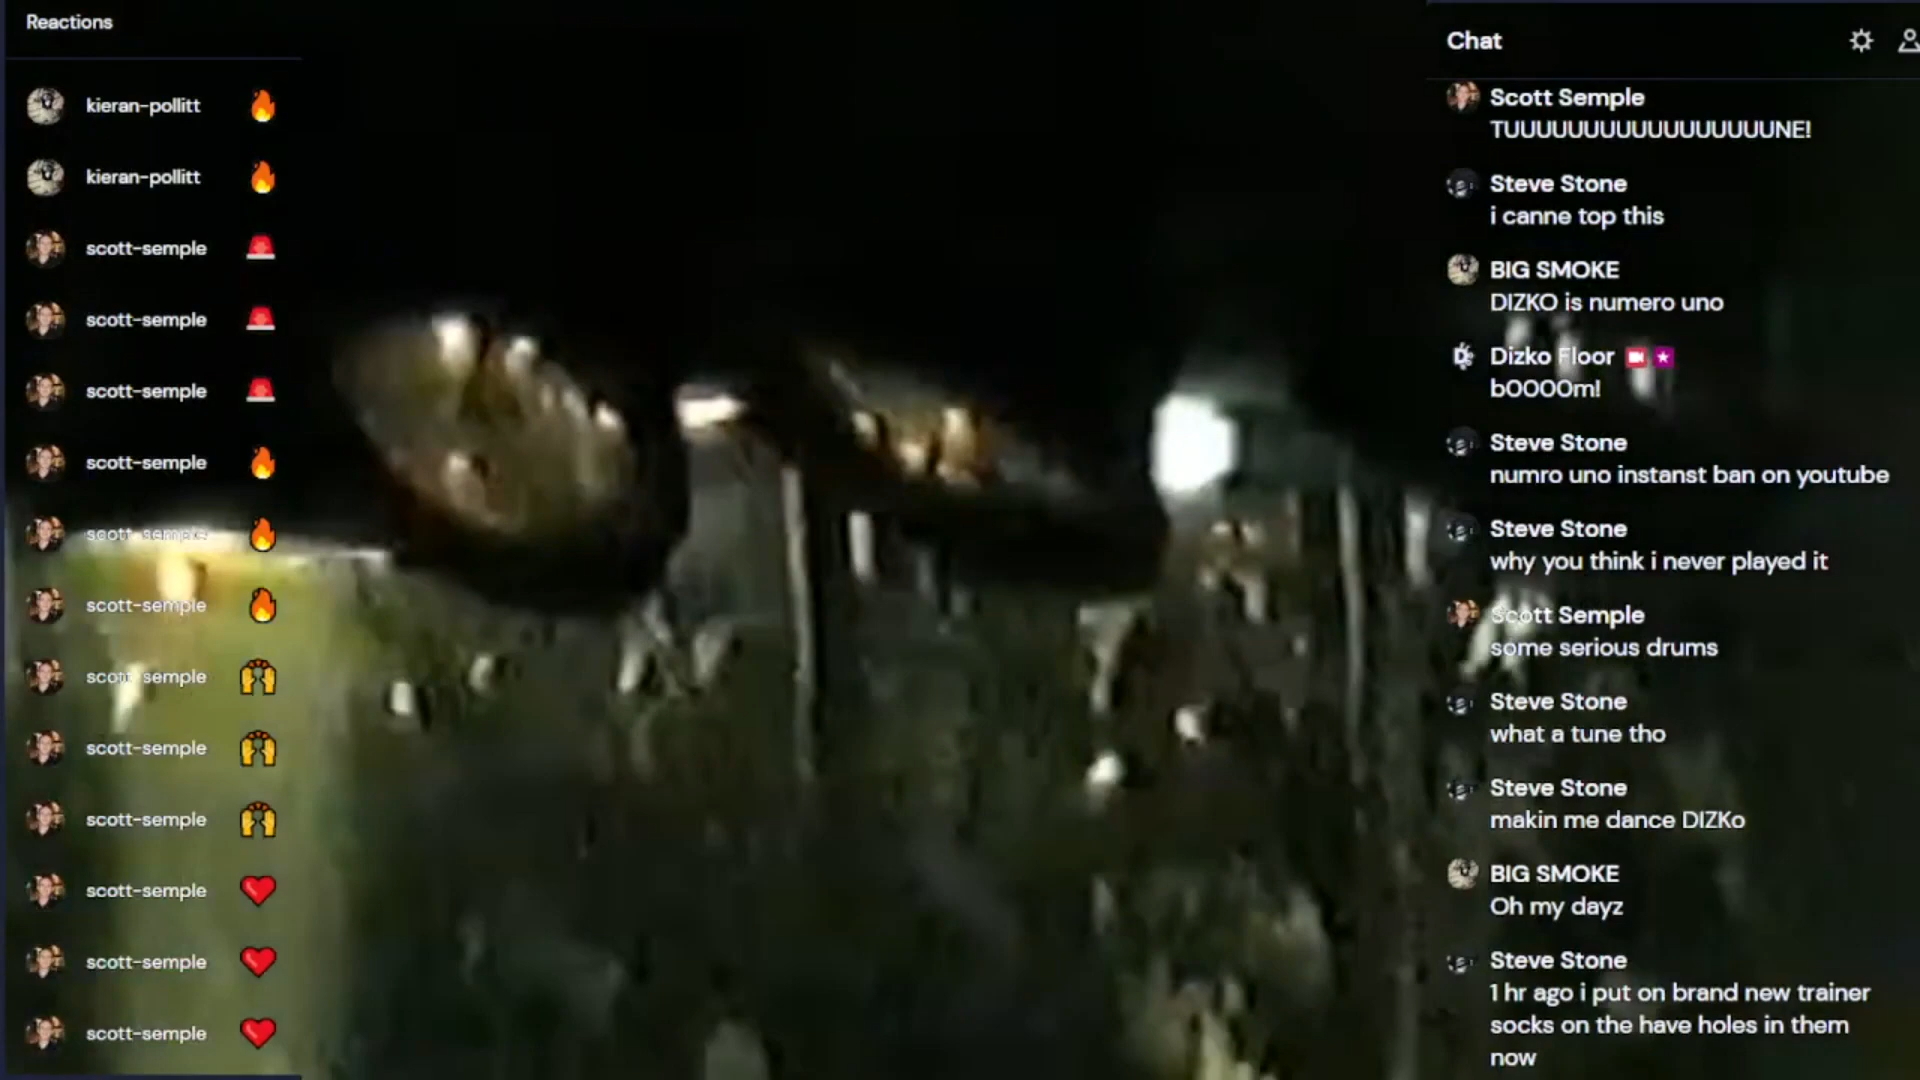 Reactions
kieran-pollitt
kieran-pollitt
scott-semple
scott-semple
scott-semple
scott-semple
scott-semple
scott-semple
scott-semple
scott-semple
scott-semple
scott-semple
scott-semple
scott-semple
Chat
Scott Semple
TUUUUUUUUUUUUUUUUUNE!
Steve Stone
i canne top this
BIG SMOKE
DIZKO is numero uno
Dizko Floor
bOOOOm!
Steve Stone
numro uno instanst ban on youtube
Steve Stone
why you think i never played it
Scott Semple
some serious drums
Steve Stone
what a tune tho
Steve Stone
makin me dance DIZKo
BIG SMOKE
Oh my dayz
Steve Stone
1 hr ago i put on brand new trainer
socks on the have holes in them
now